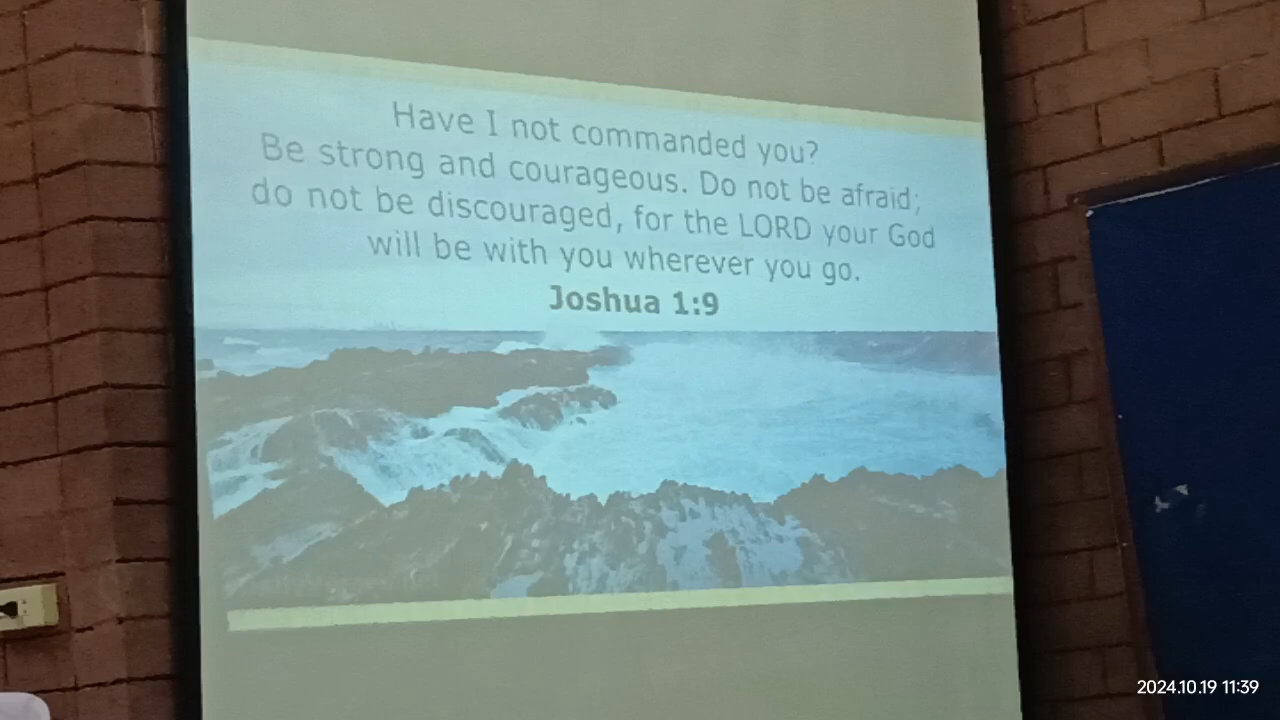 Have I not commanded you?
Be strong and courageous. Do not be afraid;
do not be discouraged, for the LORD your God
will be with you wherever you go.
Joshua 1:9
2024.10.19 11:39